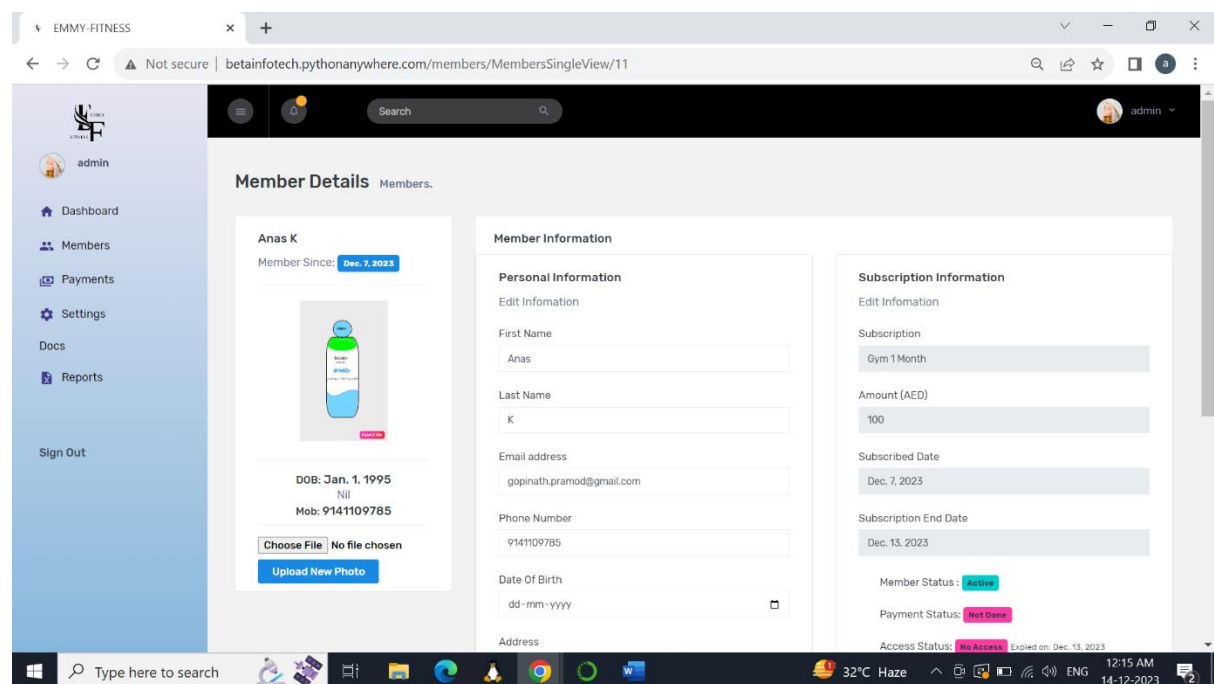 EMMY-FITNESS
Not secure | betainfotech.pythonanywhere.com/members/MembersSingleView/11
a
EMMY
FITNESS
Search
admin
admin
Dashboard
Members
Payments
Settings
Docs
Reports
Sign Out
Member Details Members.
Anas K
Member Since: Dec. 7, 2023
DOB: Jan. 1, 1995
Nil
Mob: 9141109785
Choose File No file chosen
Upload New Photo
Member Information
Personal Information
Edit Infomation
First Name
Anas
Last Name
K
Email address
gopinath.pramod@gmail.com
Phone Number
9141109785
Date Of Birth
dd-mm-yyyy
Address
Subscription Information
Edit Infomation
Subscription
Gym 1 Month
Amount (AED)
100
Subscribed Date
Dec. 7, 2023
Subscription End Date
Dec. 13, 2023
Member Status : Active
Payment Status: Not Done
Access Status: No Access Expied on: Dec. 13, 2023
Type here to search
32°C Haze
ENG
12:15 AM
14-12-2023
2